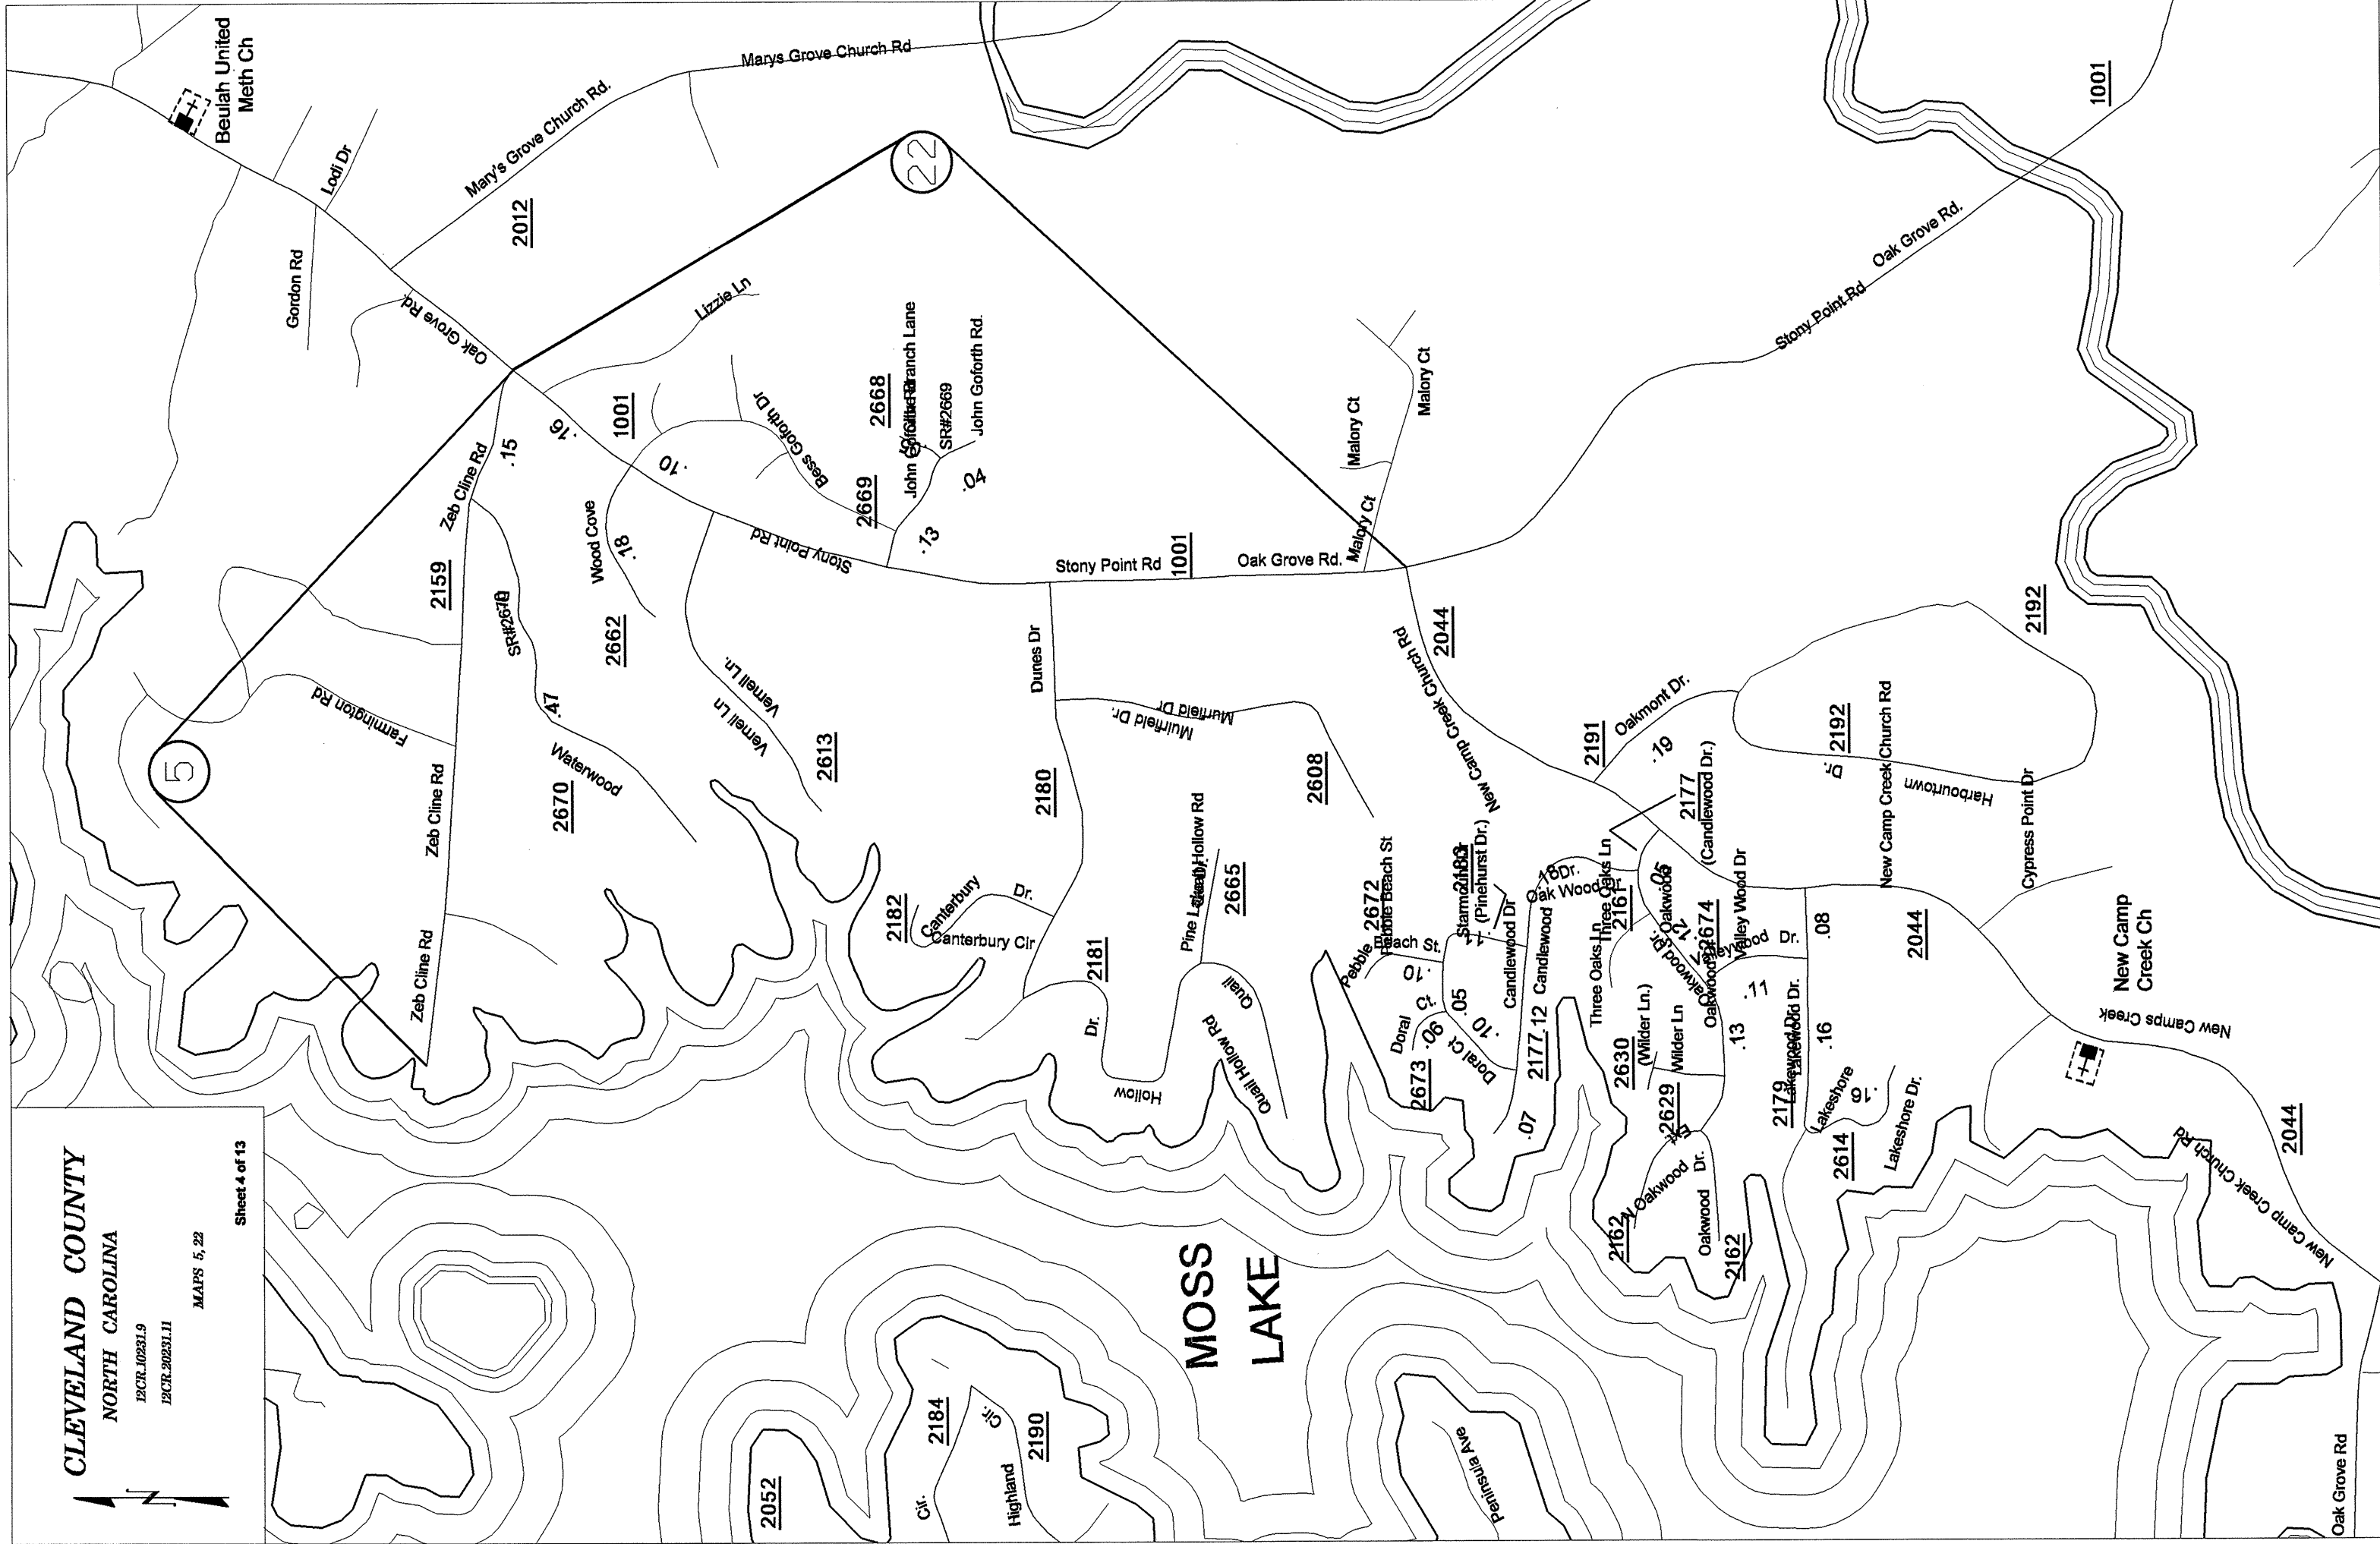 CLEVELAND COUNTY
NORTH CAROLINA
12CR.10231.9
12CR.20231.11
MAPS 5, 22
Sheet 4 of 13
N
Beulah United
Meth Ch
Lodi Dr
Gordon Rd
Marys Grove Church Rd
Mary's Grove Church Rd.
2012
Oak Grove Rd.
22
5
Lizzie Ln
Zeb Cline Rd
.15
.16
1001
.10
2159
Farmington Rd
Zeb Cline Rd
Zeb Cline Rd
SR#2670
.47
Waterwood
2670
Wood Cove
.18
2662
Vernell Ln.
Vernell Ln
2613
Bess Goforth Dr
2668
2669
SR#2669
John Goforth Rd.
.04
.13
Stony Point Rd
Stony Point Rd
1001
Oak Grove Rd.
Malory Ct
Malory Ct
Malory Ct
Stony Point Rd
Oak Grove Rd.
1001
Dunes Dr
Muirfield Dr.
Muirfield Dr
2180
2608
2182
Canterbury
Dr.
Canterbury Cir
2181
Dr.
Hollow
Quail
Quail Hollow Rd
2665
New Camp Creek Church Rd
2044
2191
Oakmont Dr.
.19
2192
2192
Dr.
Harbourtown
New Camp Creek Church Rd
Cypress Point Dr
2177
(Candlewood Dr.)
2672
Pebble Beach St
Pebble
Beach St.
.10
2183
(Pinehurst Dr.)
.11
Doral
.06
.05
.10
Doral Ct
2673
Candlewood Dr
Candlewood
.12
2177
.07
.18
Dr.
Oak Wood
Three Oaks Ln
Three Oaks Ln
2161
.05
Oakwood
.12
2674
Valley Wood Dr
Dr.
.11
.08
2044
2630
(Wilder Ln.)
Wilder Ln
.13
2629
2179
Lakewood Dr.
.16
Lakeshore
.16
Lakeshore Dr.
2614
N Oakwood
Dr.
2162
Oakwood
2162
New Camp
Creek Ch
New Camps Creek
2044
New Camp Creek Church Rd
Oak Grove Rd
MOSS
LAKE
2052
2184
2190
Cir.
Cir.
Highland
Peninsula Ave